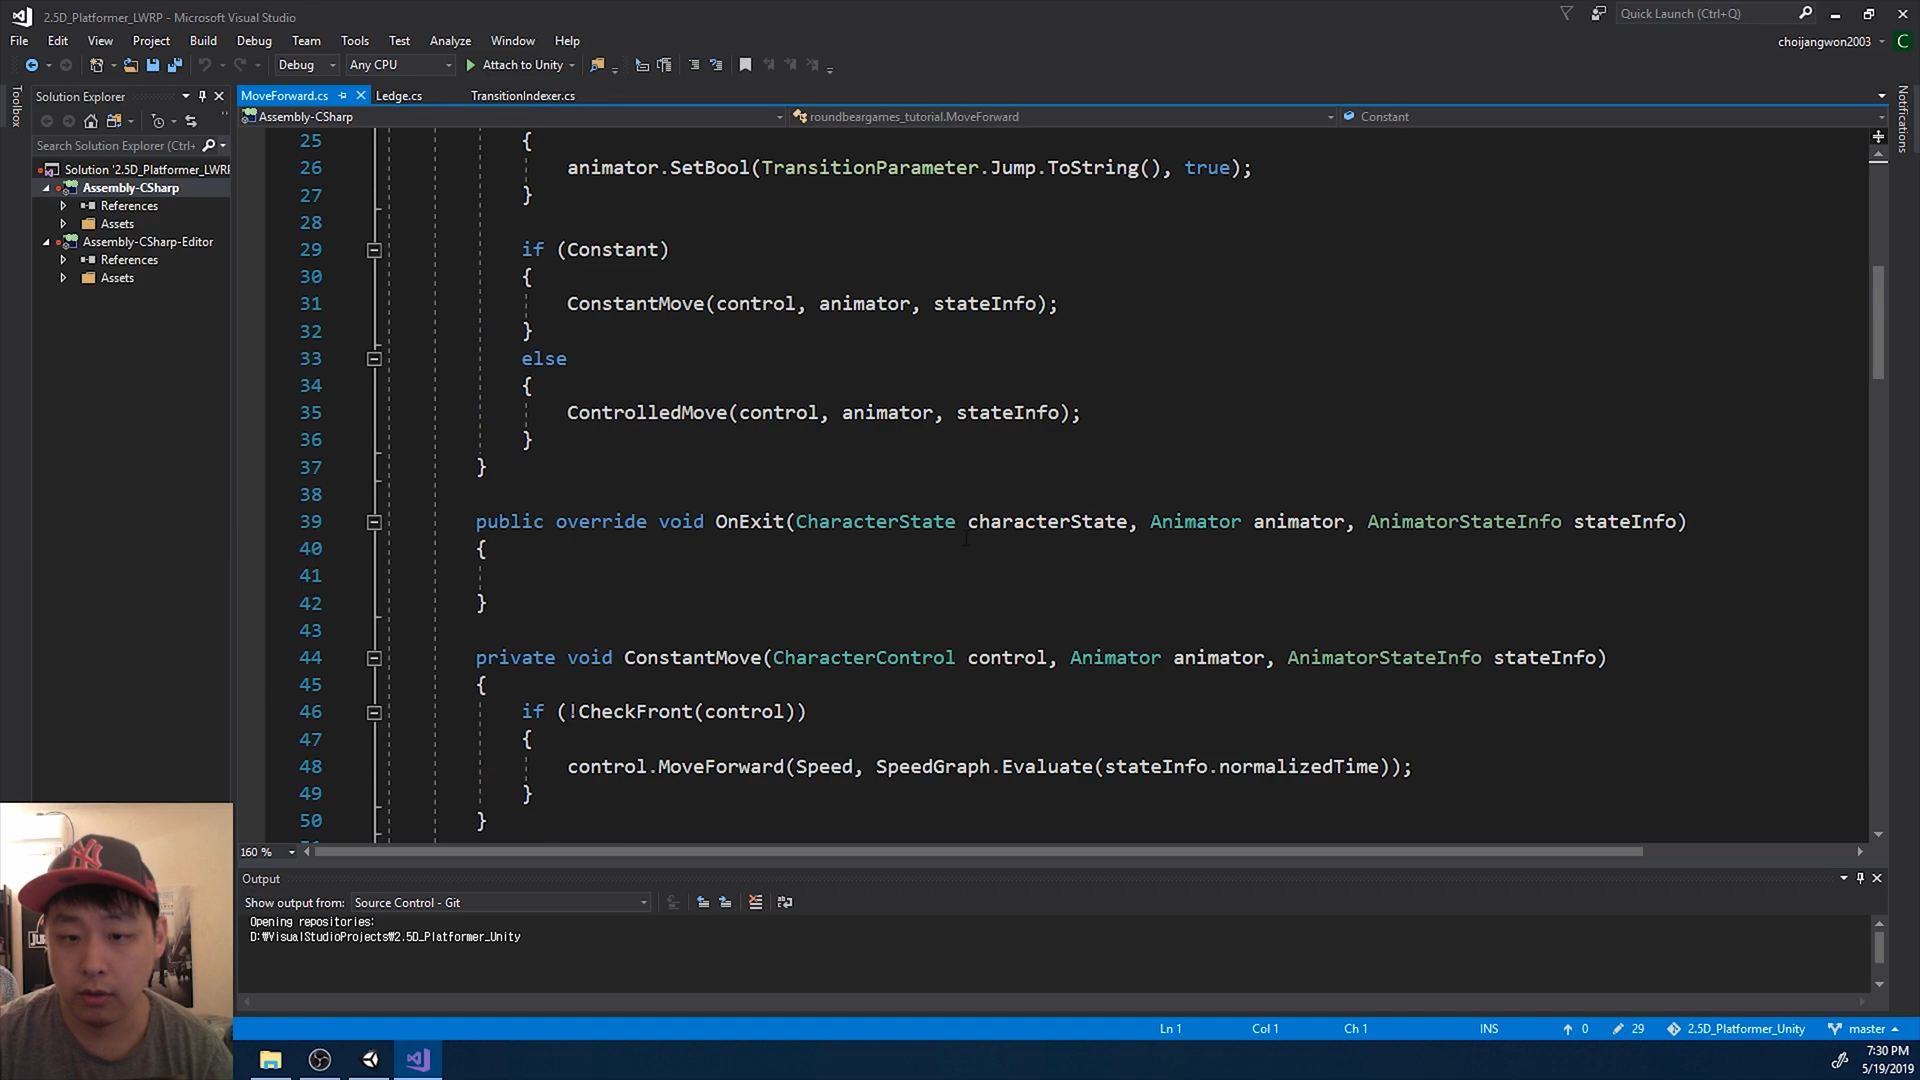 2.5D_Platformer_LWRP - Microsoft Visual Studio
Quick Launch (Ctrl+Q)
File Edit View Project Build Debug Team Tools Test Analyze Window Help
choijangwon2003 C
Debug Any CPU Attach to Unity
Toolbox
Solution Explorer
Search Solution Explorer (Ctrl+
Solution '2.5D_Platformer_LWRF
Assembly-CSharp
References
Assets
Assembly-CSharp-Editor
References
Assets
MoveForward.cs Ledge.cs TransitionIndexer.cs
Assembly-CSharp roundbeargames_tutorial.MoveForward Constant
Notifications
25 {
26 animator.SetBool(TransitionParameter.Jump.ToString(), true);
27 }
28
29 if (Constant)
30 {
31 ConstantMove(control, animator, stateInfo);
32 }
33 else
34 {
35 ControlledMove(control, animator, stateInfo);
36 }
37 }
38
39 public override void OnExit(CharacterState characterState, Animator animator, AnimatorStateInfo stateInfo)
40 {
41
42 }
43
44 private void ConstantMove(CharacterControl control, Animator animator, AnimatorStateInfo stateInfo)
45 {
46 if (!CheckFront(control))
47 {
48 control.MoveForward(Speed, SpeedGraph.Evaluate(stateInfo.normalizedTime));
49 }
50 }
160 %
Output
Show output from: Source Control - Git
Opening repositories:
D:₩VisualStudioProjects₩2.5D_Platformer_Unity
Ln 1 Col 1 Ch 1 INS 0 29 2.5D_Platformer_Unity master
7:30 PM
5/19/2019